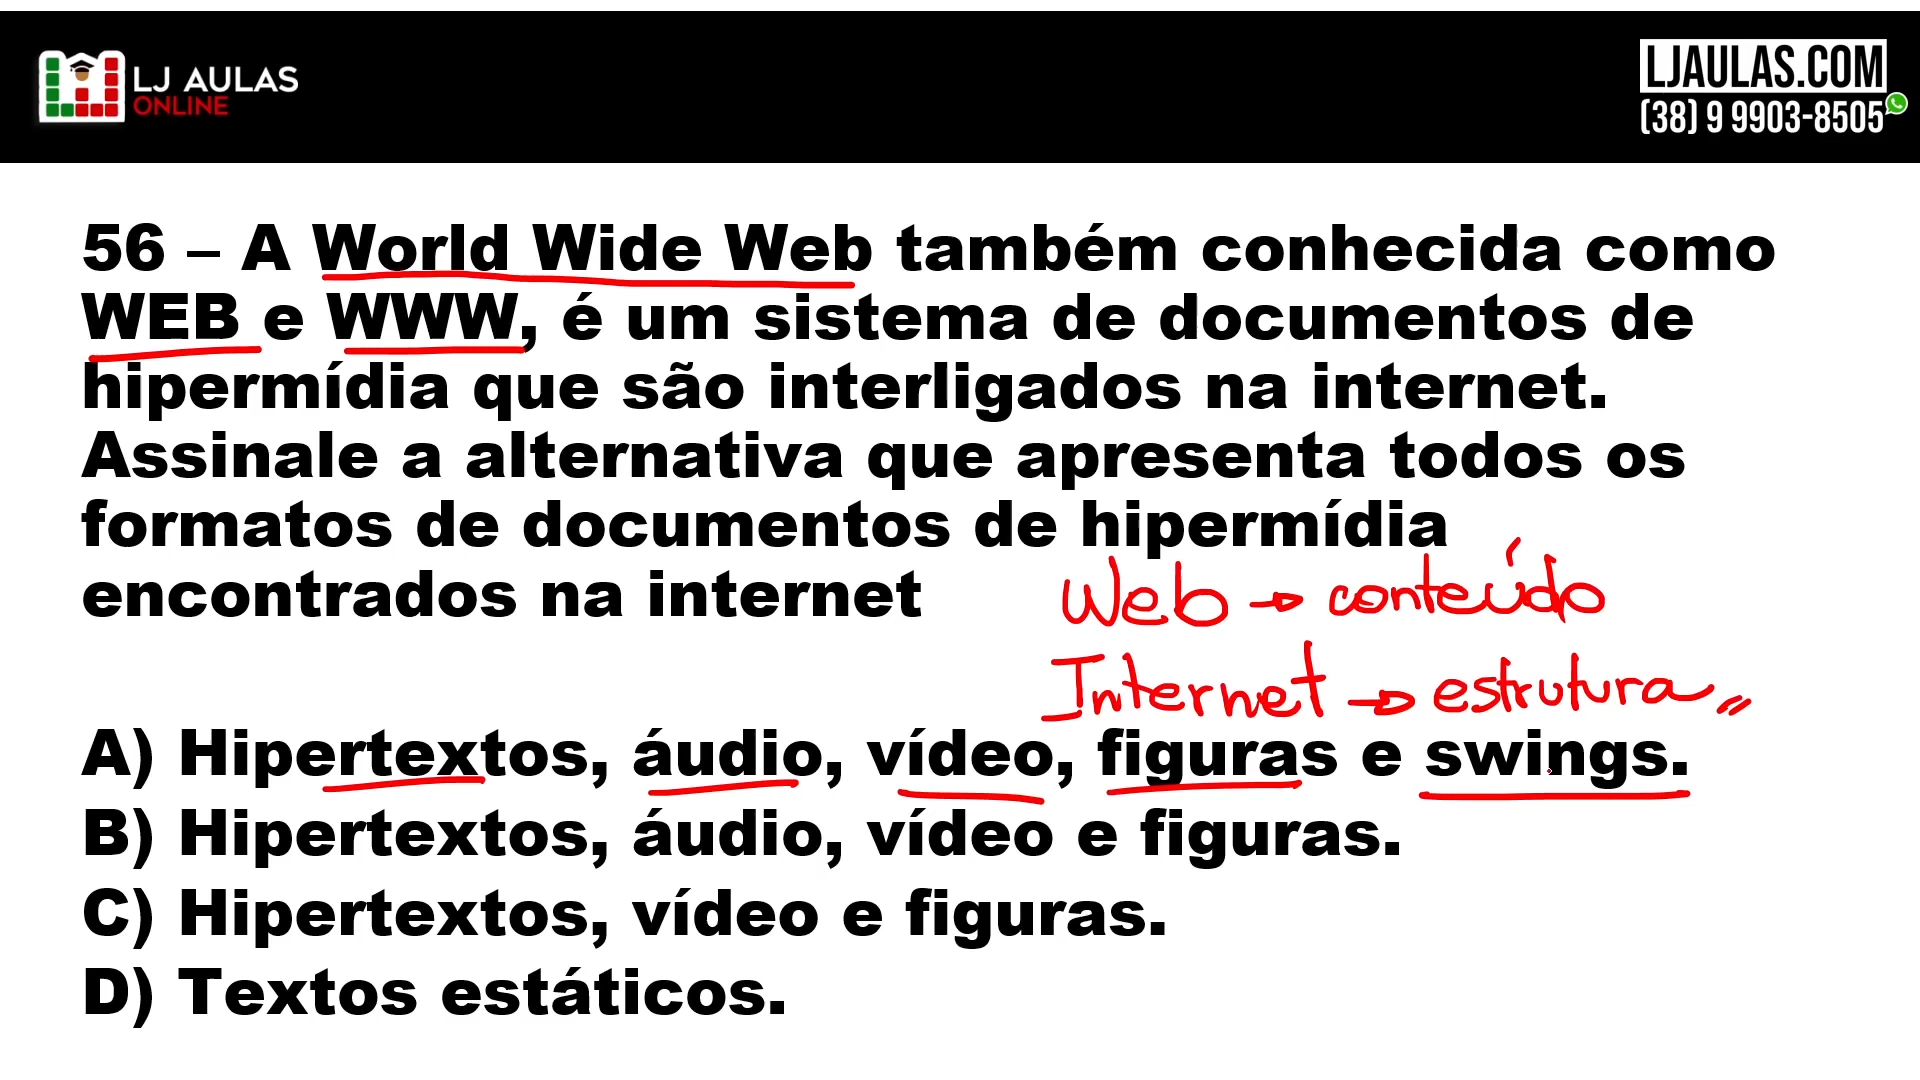 LJ AULAS
ONLINE
LJAULAS.COM
(38) 9 9903-8505
56 – A World Wide Web também conhecida como
WEB e WWW, é um sistema de documentos de
hipermídia que são interligados na internet.
Assinale a alternativa que apresenta todos os
formatos de documentos de hipermídia
encontrados na internet
Web → conteúdo
Internet → estrutura
A) Hipertextos, áudio, vídeo, figuras e swings.
B) Hipertextos, áudio, vídeo e figuras.
C) Hipertextos, vídeo e figuras.
D) Textos estáticos.